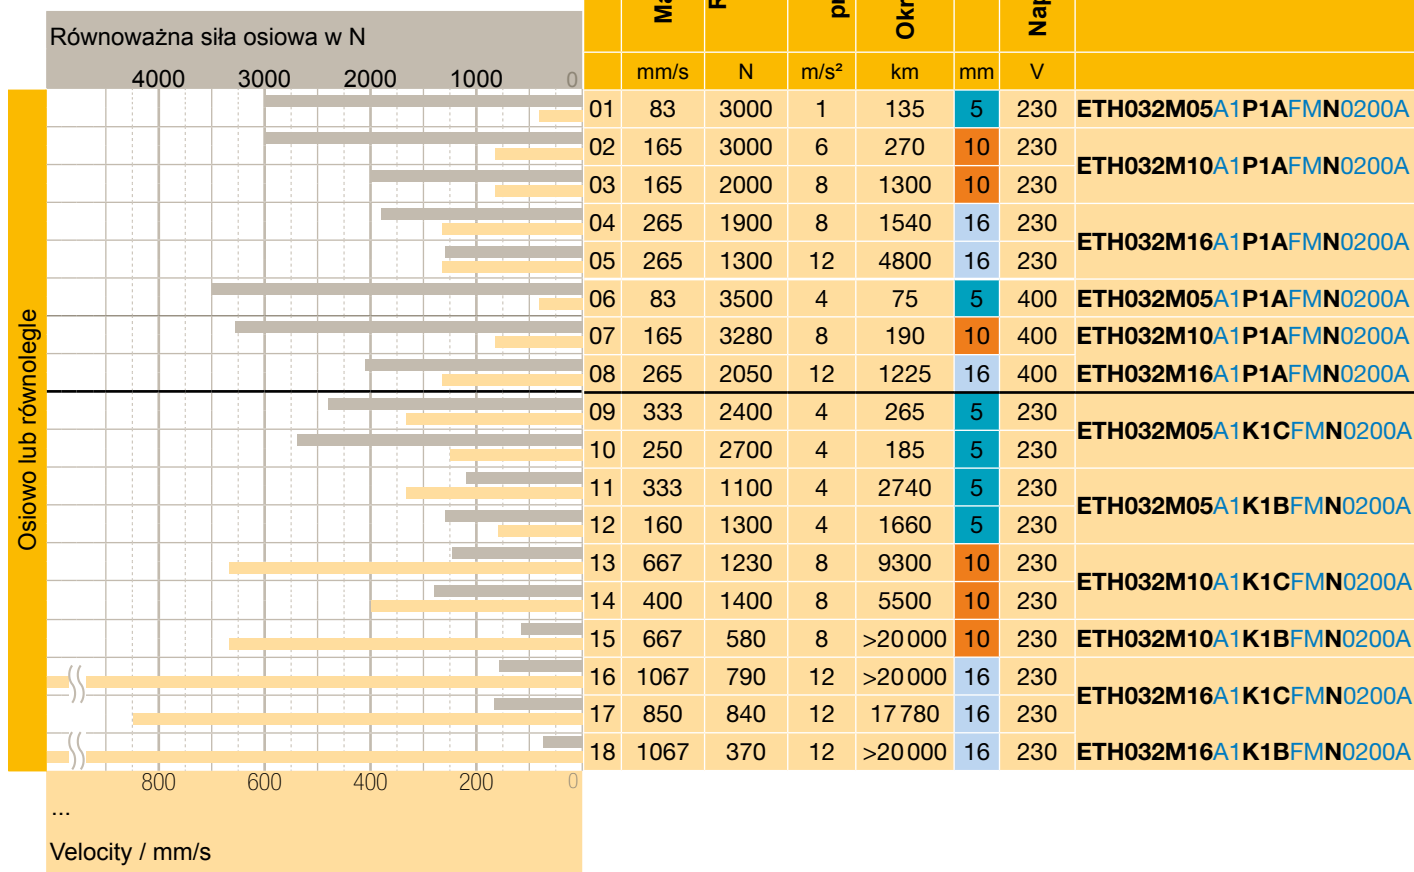 Równoważna siła osiowa w N
4000 3000 2000 1000 0
mm/s N m/s² km mm V
Osiowo lub równolegle
01 83 3000 1 135 5 230 ETH032M05A1P1AFMN0200A
02 165 3000 6 270 10 230
ETH032M10A1P1AFMN0200A
03 165 2000 8 1300 10 230
04 265 1900 8 1540 16 230
ETH032M16A1P1AFMN0200A
05 265 1300 12 4800 16 230
06 83 3500 4 75 5 400 ETH032M05A1P1AFMN0200A
07 165 3280 8 190 10 400 ETH032M10A1P1AFMN0200A
08 265 2050 12 1225 16 400 ETH032M16A1P1AFMN0200A
09 333 2400 4 265 5 230
ETH032M05A1K1CFMN0200A
10 250 2700 4 185 5 230
11 333 1100 4 2740 5 230
ETH032M05A1K1BFMN0200A
12 160 1300 4 1660 5 230
13 667 1230 8 9300 10 230
ETH032M10A1K1CFMN0200A
14 400 1400 8 5500 10 230
15 667 580 8 >20000 10 230 ETH032M10A1K1BFMN0200A
16 1067 790 12 >20000 16 230
ETH032M16A1K1CFMN0200A
17 850 840 12 17780 16 230
18 1067 370 12 >20000 16 230 ETH032M16A1K1BFMN0200A
800 600 400 200 0
...
Velocity / mm/s